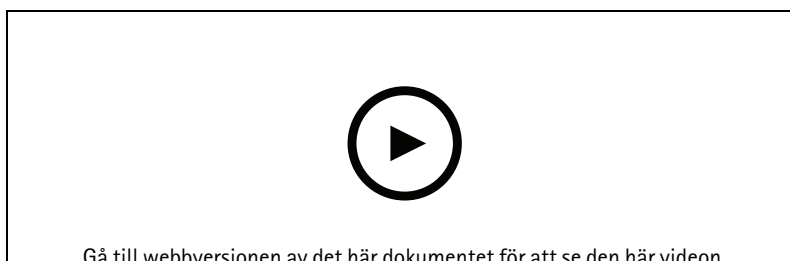 Gå till webbversionen av det här dokumentet för att se den här videon.